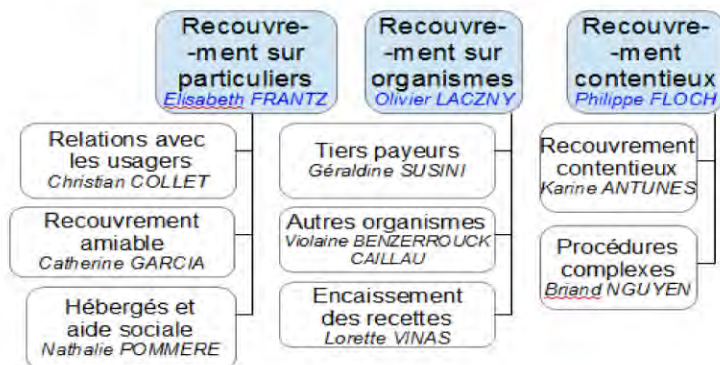 Recouvre-
-ment sur
particuliers
Elisabeth FRANTZ
Relations avec
les usagers
Christian COLLET
Recouvrement
amiable
Catherine GARCIA
Hébergés et
aide sociale
Nathalie POMMERE
Recouvre-
-ment sur
organismes
Olivier LACZNY
Tiers payeurs
Géraldine SUSINI
Autres organismes
Violaine BENZERROUCK
CAILLAU
Encaissement
des recettes
Lorette VINAS
Recouvre-
-ment
contentieux
Philippe FLOCH
Recouvrement
contentieux
Karine ANTUNES
Procédures
complexes
Briand NGUYEN